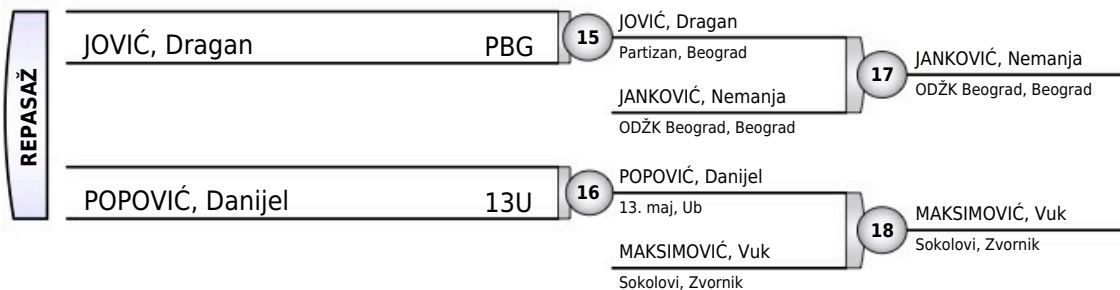 REPASAŽ
JOVIĆ, Dragan PBG
15
JOVIĆ, Dragan
Partizan, Beograd
JANKOVIĆ, Nemanja
ODŽK Beograd, Beograd
17
JANKOVIĆ, Nemanja
ODŽK Beograd, Beograd
POPOVIĆ, Danijel 13U
16
POPOVIĆ, Danijel
13. maj, Ub
MAKSIMOVIĆ, Vuk
Sokolovi, Zvornik
18
MAKSIMOVIĆ, Vuk
Sokolovi, Zvornik